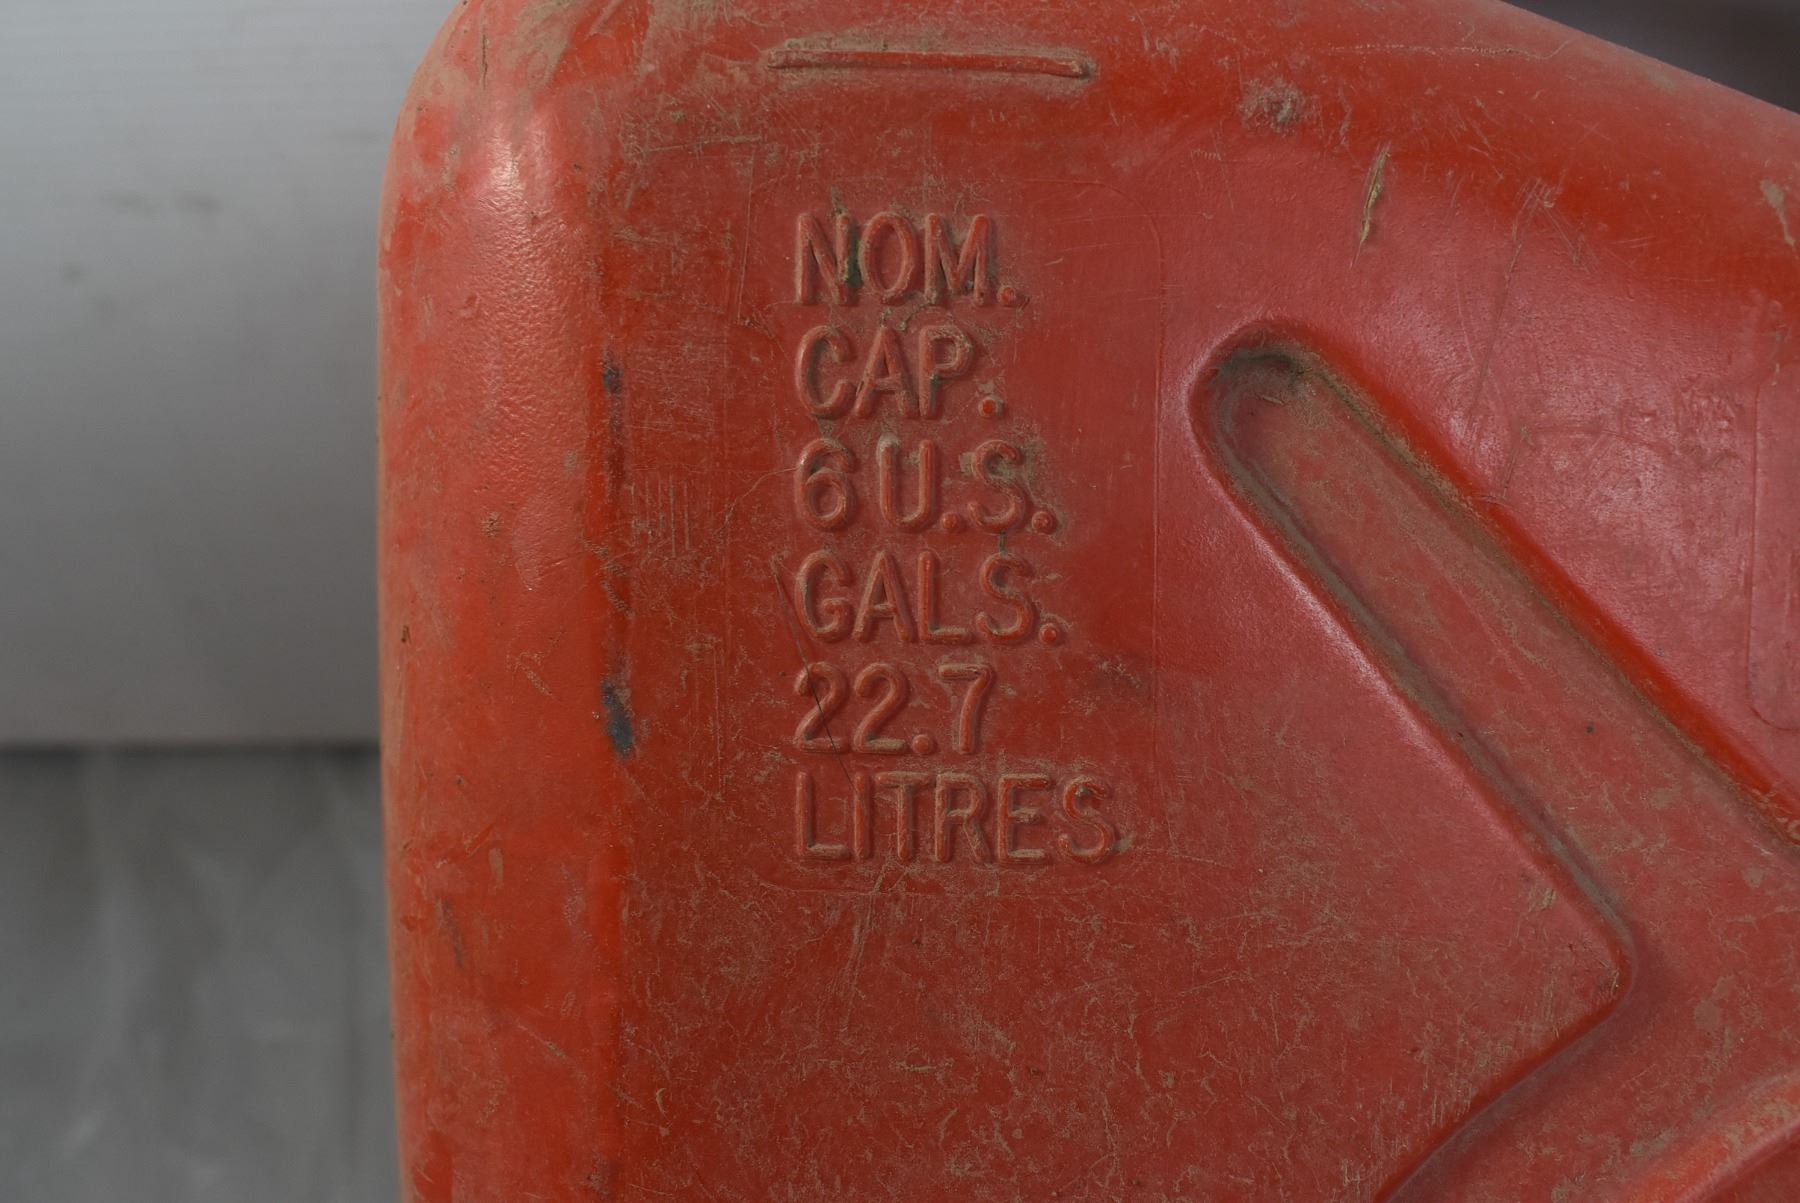 NOM.
CAP.
6 U.S.
GALS.
22.7
LITRES